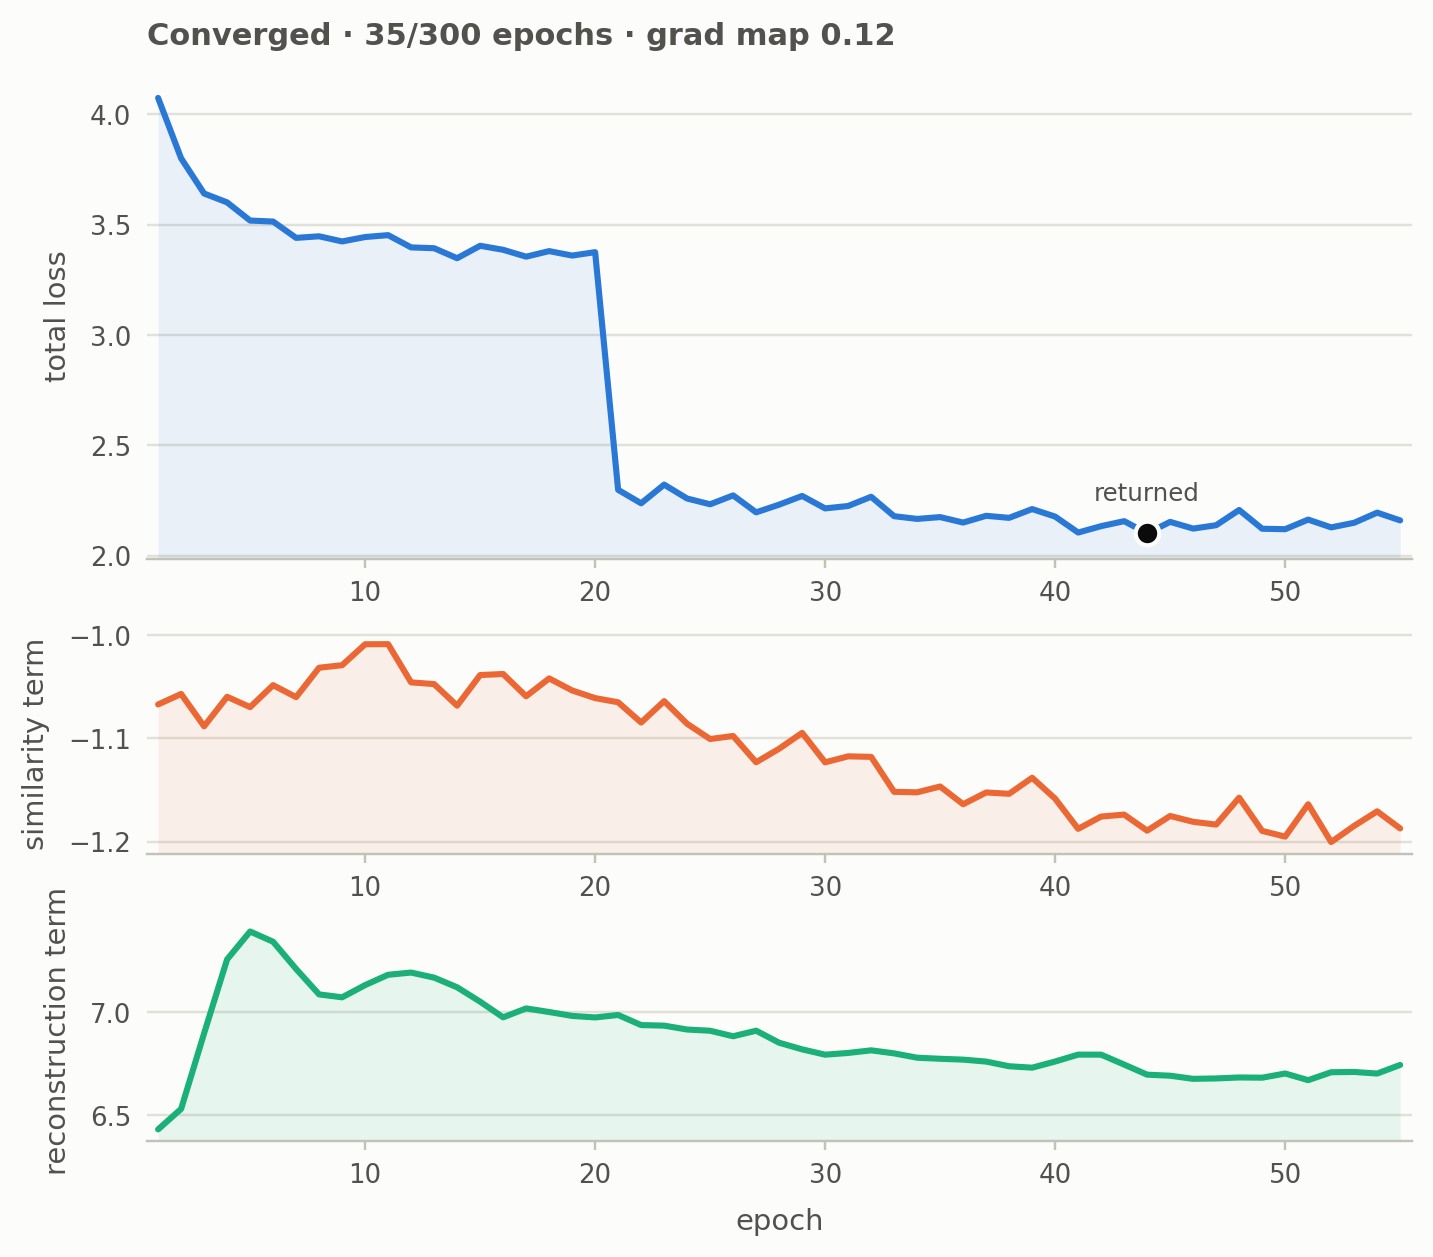 Converged · 35/300 epochs · grad map 0.12
total loss
4.0
3.5
3.0
2.5
2.0
returned
10 20 30 40 50
similarity term
−1.0
−1.1
−1.2
10 20 30 40 50
reconstruction term
7.0
6.5
10 20 30 40 50
epoch